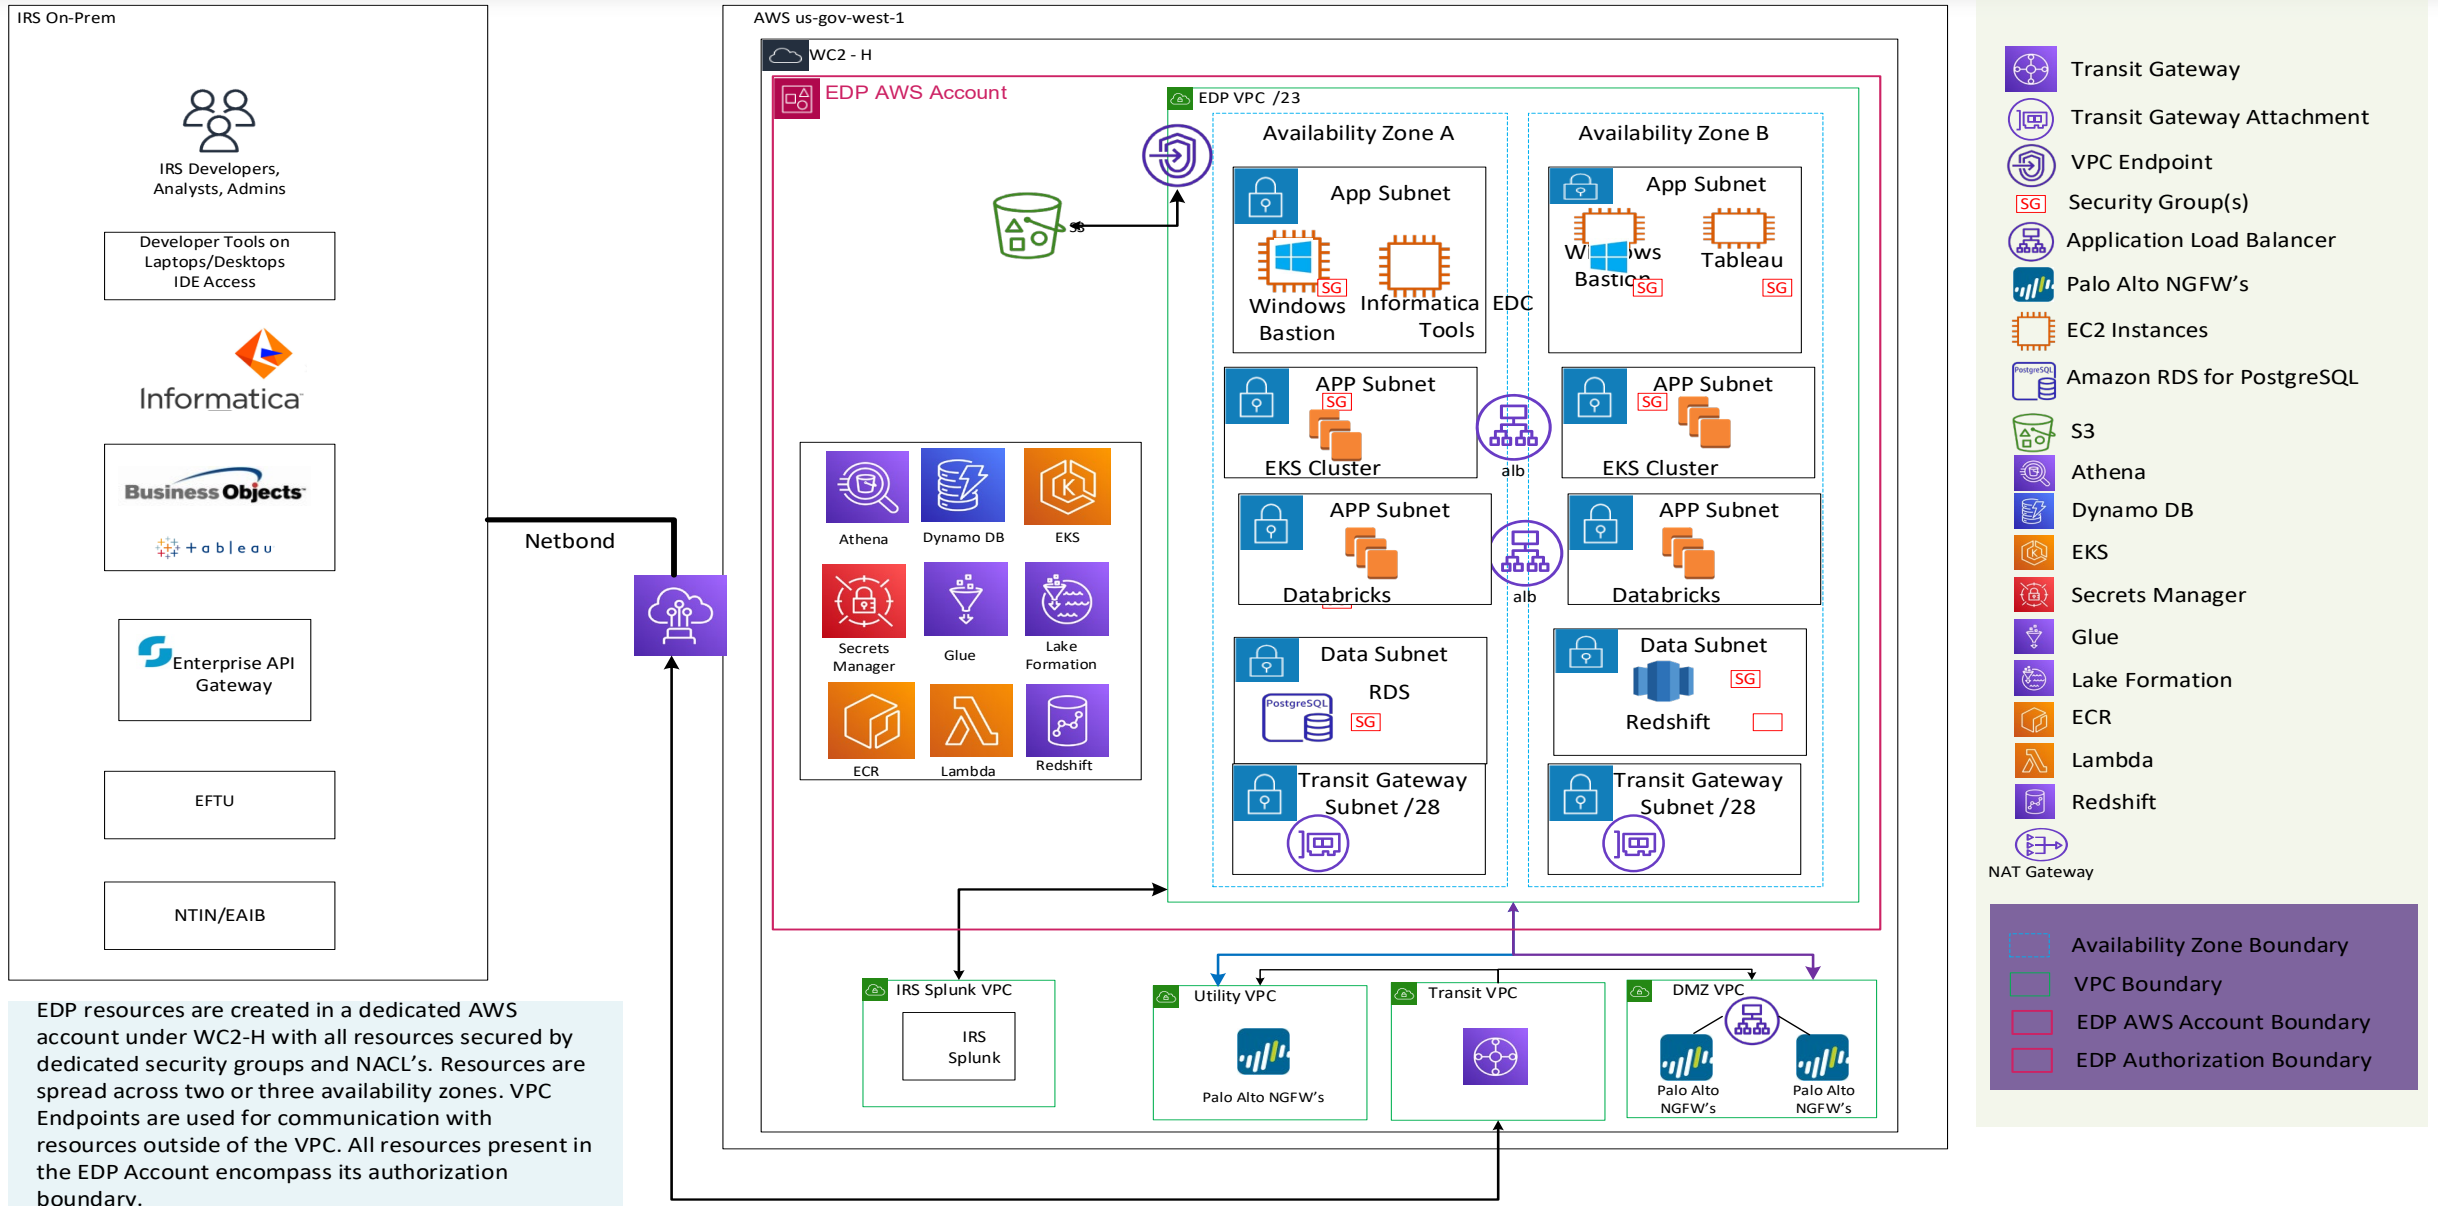 IRS On-Prem
IRS Developers,
Analysts, Admins
Developer Tools on
Laptops/Desktops
IDE Access
Informatica
Business Objects
+ableau
Enterprise API
Gateway
EFTU
NTIN/EAIB
EDP resources are created in a dedicated AWS
account under WC2-H with all resources secured by
dedicated security groups and NACL's. Resources are
spread across two or three availability zones. VPC
Endpoints are used for communication with
resources outside of the VPC. All resources present in
the EDP Account encompass its authorization
boundary.
Netbond
AWS us-gov-west-1
WC2 - H
EDP AWS Account
S3
Athena
Dynamo DB
EKS
Secrets
Manager
Glue
Lake
Formation
ECR
Lambda
Redshift
EDP VPC /23
Availability Zone A
App Subnet
SG
Windows
Bastion
Informatica EDC
Tools
APP Subnet
SG
EKS Cluster
alb
APP Subnet
Databricks
alb
Data Subnet
RDS
PostgreSQL
SG
Transit Gateway
Subnet /28
Availability Zone B
App Subnet
Windows
Bastion
SG
Tableau
SG
APP Subnet
SG
EKS Cluster
APP Subnet
Databricks
Data Subnet
SG
Redshift
Transit Gateway
Subnet /28
IRS Splunk VPC
IRS
Splunk
Utility VPC
Palo Alto NGFW's
Transit VPC
DMZ VPC
Palo Alto
NGFW's
Palo Alto
NGFW's
Transit Gateway
Transit Gateway Attachment
VPC Endpoint
SG Security Group(s)
Application Load Balancer
Palo Alto NGFW's
EC2 Instances
PostgreSQL
Amazon RDS for PostgreSQL
S3
Athena
Dynamo DB
EKS
Secrets Manager
Glue
Lake Formation
ECR
Lambda
Redshift
NAT Gateway
Availability Zone Boundary
VPC Boundary
EDP AWS Account Boundary
EDP Authorization Boundary